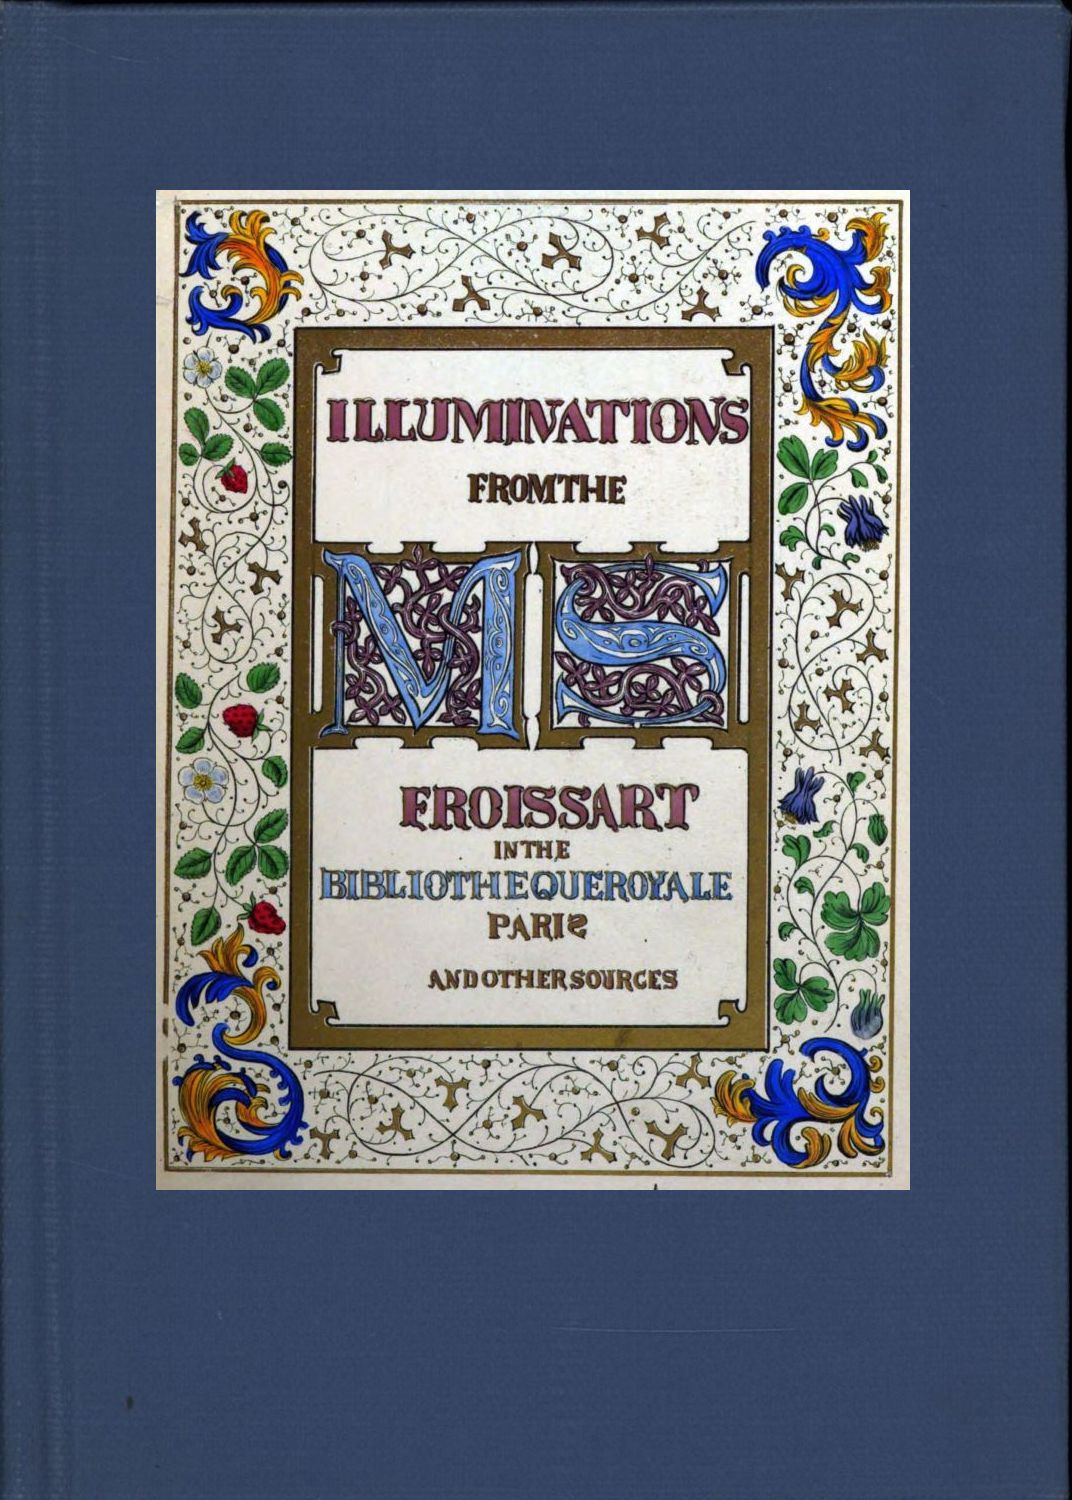 ILLUMINATIONS
FROM THE
MS
FROISSART
IN THE
BIBLIOTHEQUE ROYALE
PARIS
AND OTHER SOURCES